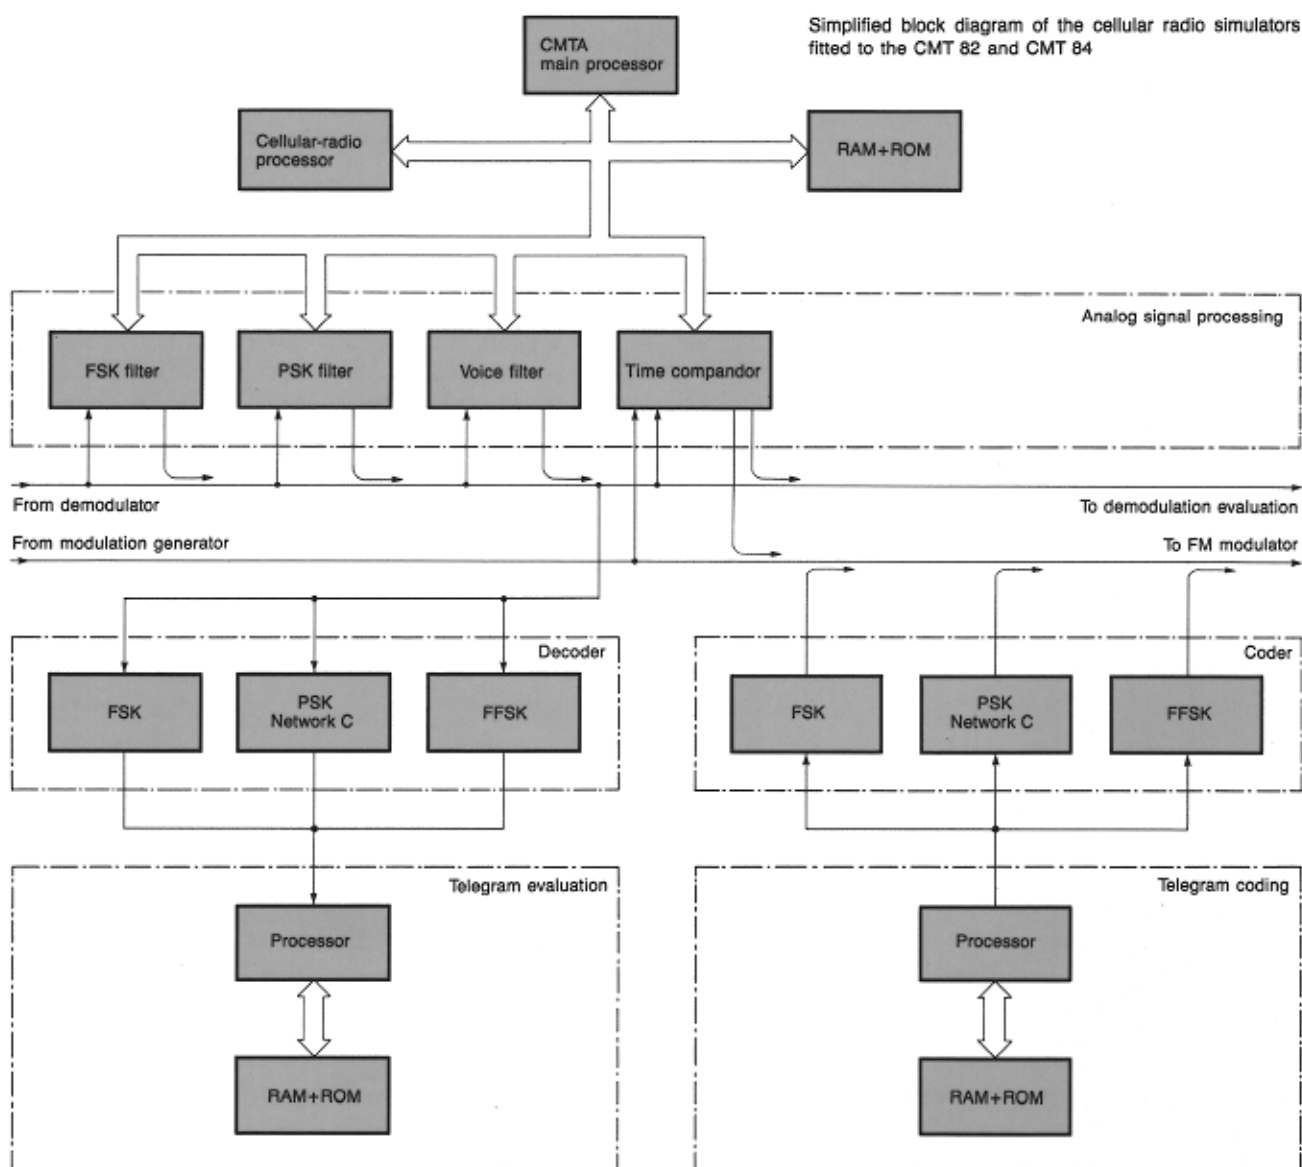 Simplified block diagram of the cellular radio simulators
fitted to the CMT 82 and CMT 84
CMTA
main processor
Cellular-radio
processor
RAM+ROM
Analog signal processing
FSK filter
PSK filter
Voice filter
Time compandor
From demodulator
To demodulation evaluation
From modulation generator
To FM modulator
Decoder
FSK
PSK
Network C
FFSK
Coder
FSK
PSK
Network C
FFSK
Telegram evaluation
Processor
RAM+ROM
Telegram coding
Processor
RAM+ROM